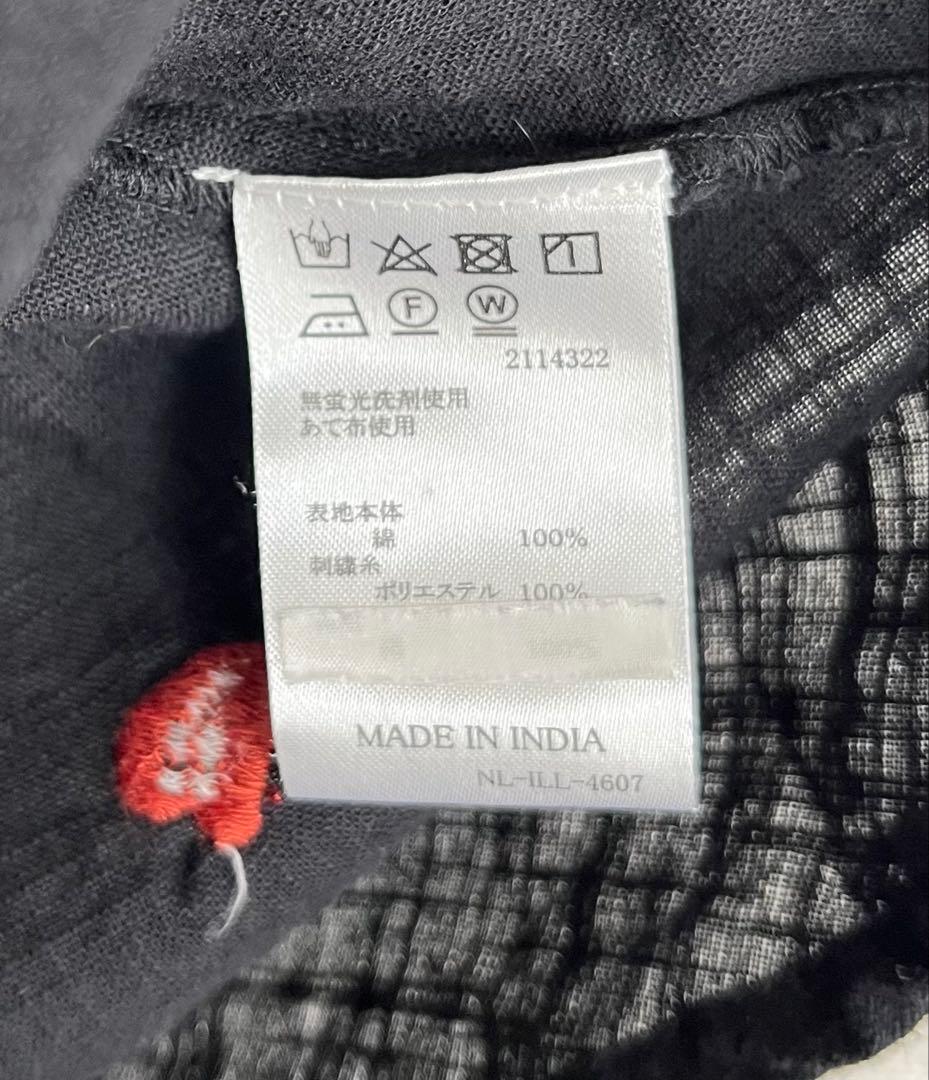 F W
2114322
無蛍光洗剤使用
あて布使用
表地本体
綿 100%
刺繍糸
ポリエステル 100%
MADE IN INDIA
NL-ILL-4607